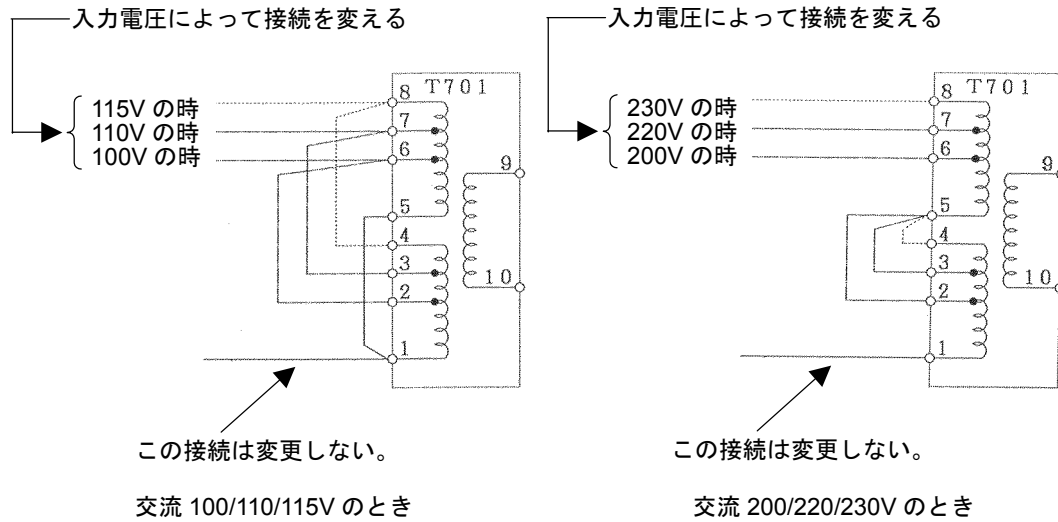 入力電圧によって接続を変える
T701
115V の時
110V の時
100V の時
8
7
6
5
4
3
2
1
9
10
この接続は変更しない。
交流 100/110/115V のとき
入力電圧によって接続を変える
T701
230V の時
220V の時
200V の時
8
7
6
5
4
3
2
1
9
10
この接続は変更しない。
交流 200/220/230V のとき